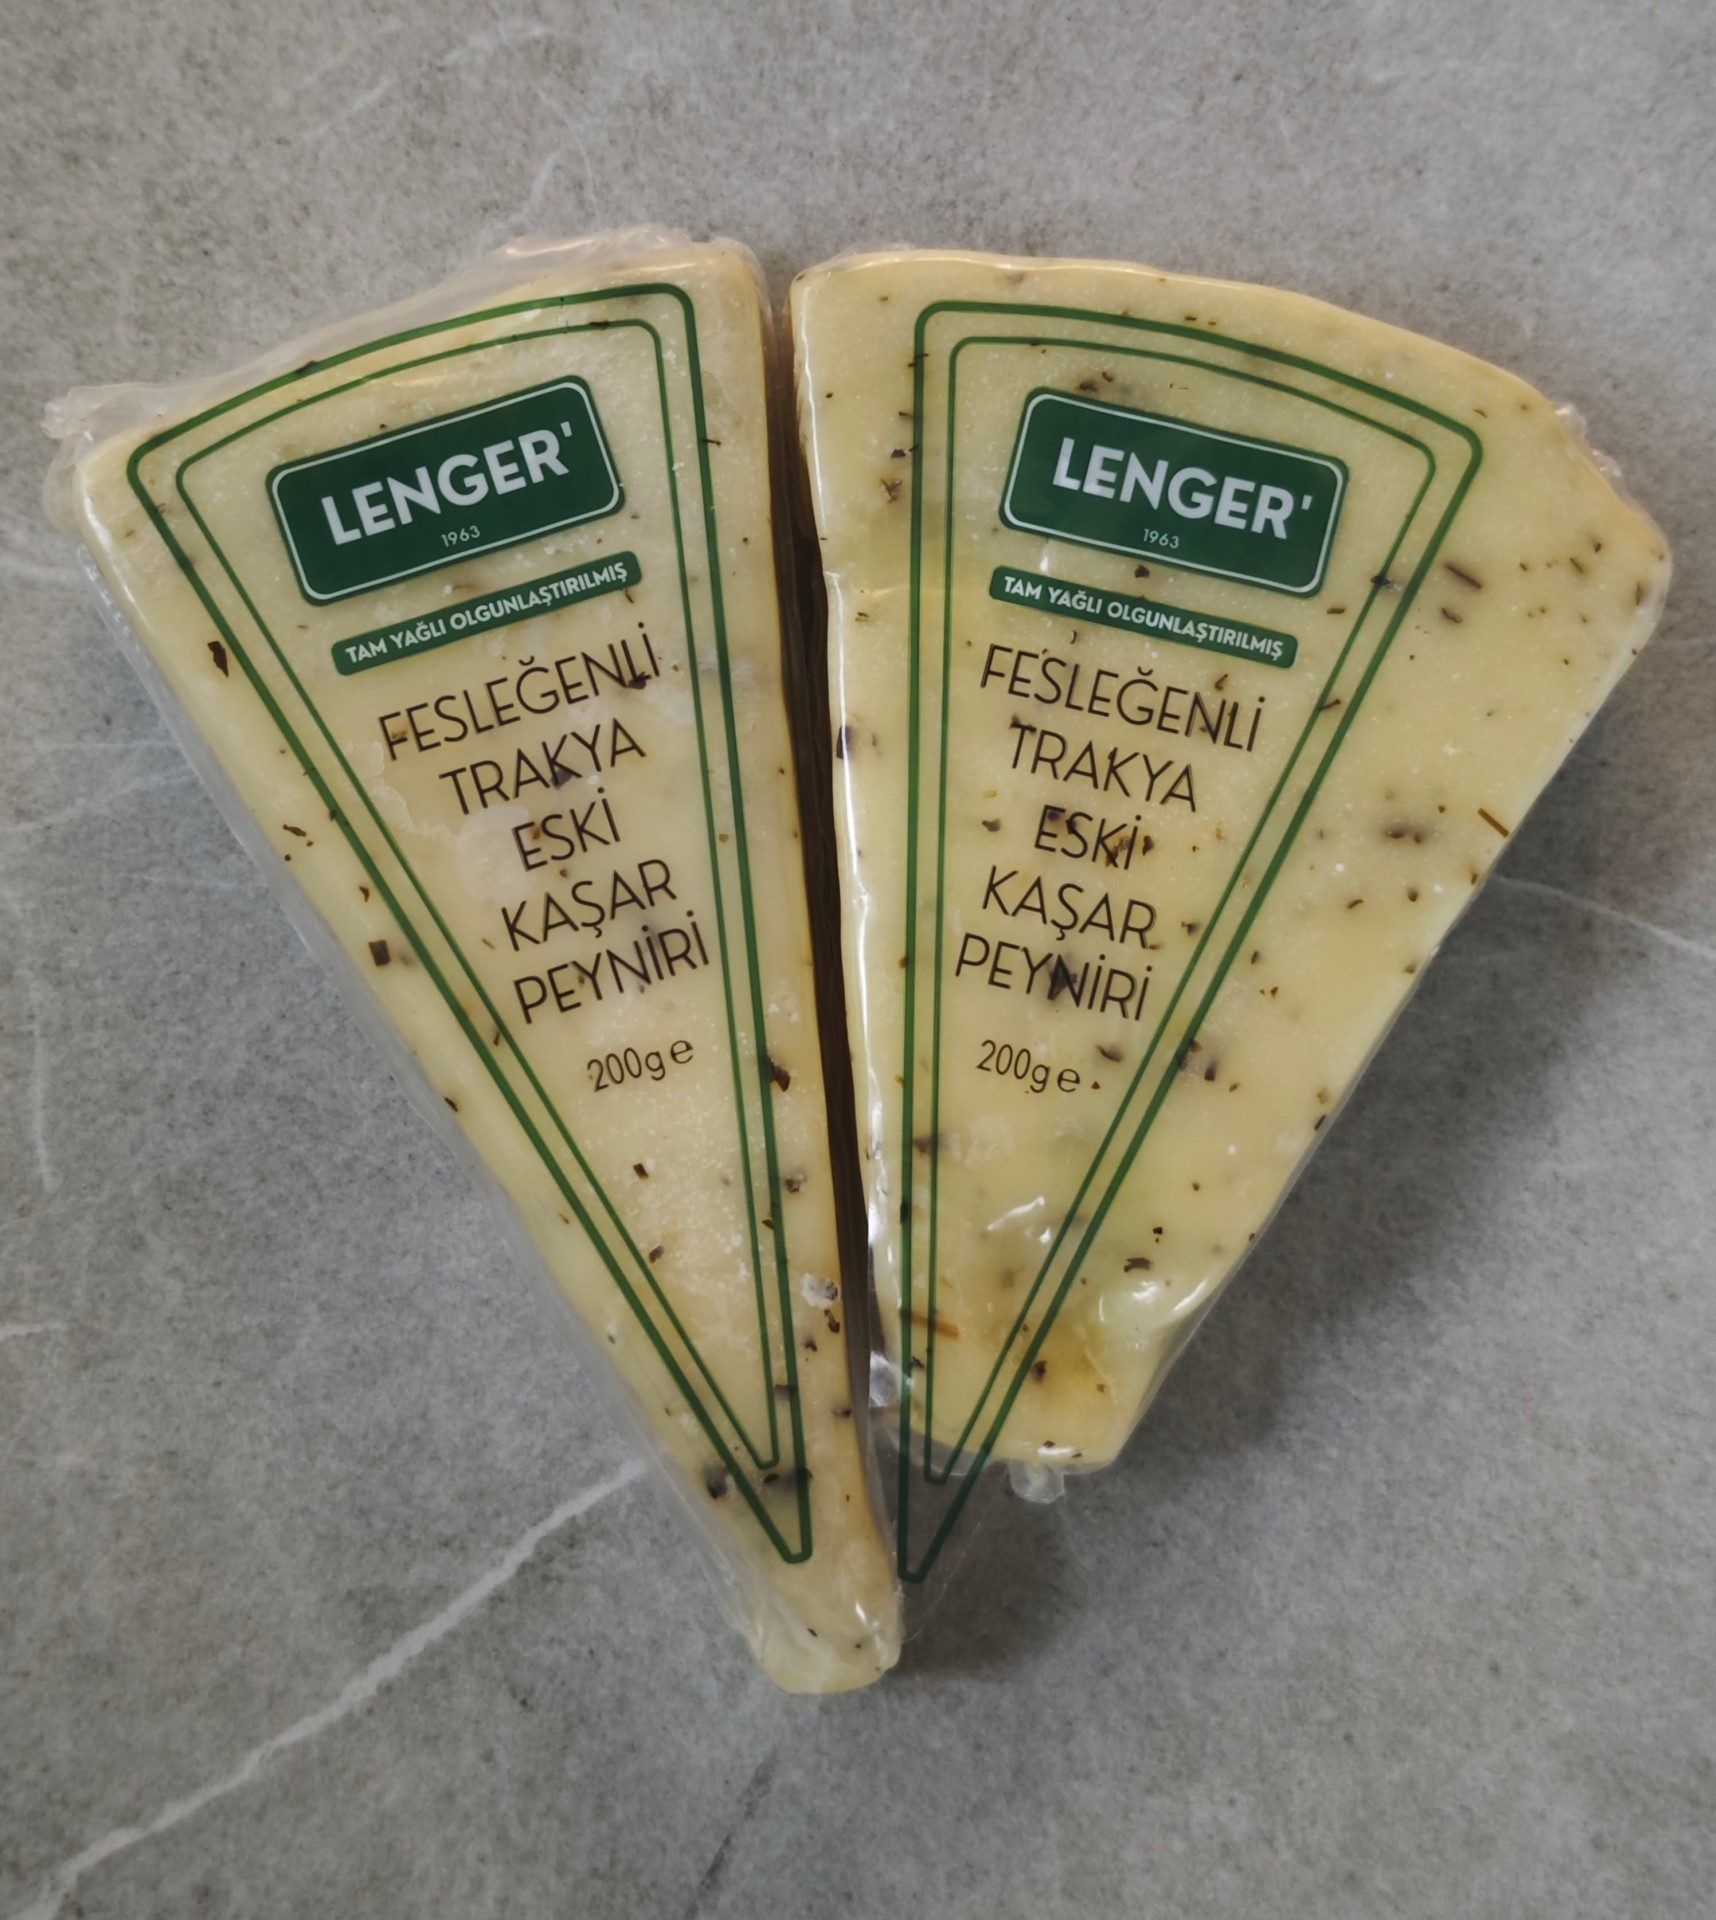 LENGER'
1963
TAM YAĞLI OLGUNLAŞTIRILMIŞ
FESLEĞENLİ
TRAKYA
ESKİ
KAŞAR
PEYNİRİ
200g℮
LENGER'
1963
TAM YAĞLI OLGUNLAŞTIRILMIŞ
FESLEĞENLİ
TRAKYA
ESKİ
KAŞAR
PEYNİRİ
200g℮